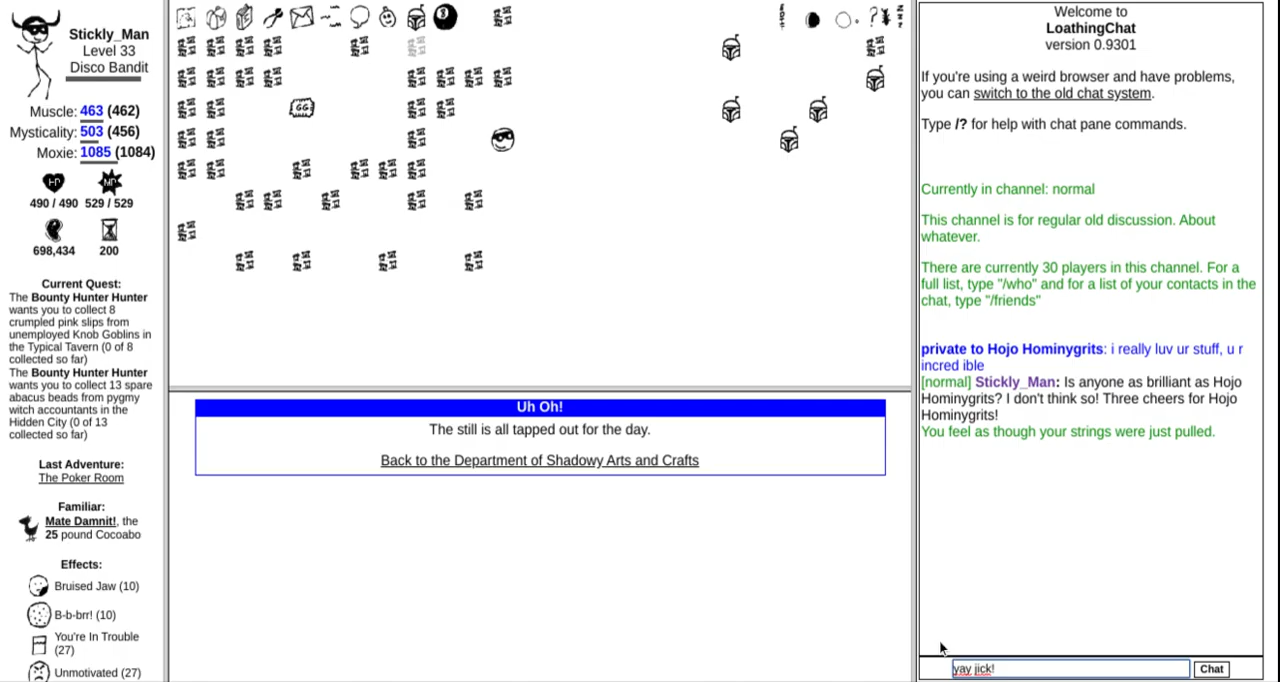 Stickly_Man
Level 33
Disco Bandit
Muscle: 463 (462)
Mysticality: 503 (456)
Moxie: 1085 (1084)
HP
MP
490 / 490 529 / 529
698,434 200
Current Quest:
The Bounty Hunter Hunter
wants you to collect 8
crumpled pink slips from
unemployed Knob Goblins in
the Typical Tavern (0 of 8
collected so far)
The Bounty Hunter Hunter
wants you to collect 13 spare
abacus beads from pygmy
witch accountants in the
Hidden City (0 of 13
collected so far)
Last Adventure:
The Poker Room
Familiar:
Mate Damnit!, the
25 pound Cocoabo
Effects:
Bruised Jaw (10)
B-b-brr! (10)
You're In Trouble
(27)
Unmotivated (27)
8
GG
Uh Oh!
The still is all tapped out for the day.
Back to the Department of Shadowy Arts and Crafts
Welcome to
LoathingChat
version 0.9301
If you're using a weird browser and have problems,
you can switch to the old chat system.
Type /? for help with chat pane commands.
Currently in channel: normal
This channel is for regular old discussion. About
whatever.
There are currently 30 players in this channel. For a
full list, type "/who" and for a list of your contacts in the
chat, type "/friends"
private to Hojo Hominygrits: i really luv ur stuff, u r
incred ible
[normal] Stickly_Man: Is anyone as brilliant as Hojo
Hominygrits? I don't think so! Three cheers for Hojo
Hominygrits!
You feel as though your strings were just pulled.
yay jick!
Chat